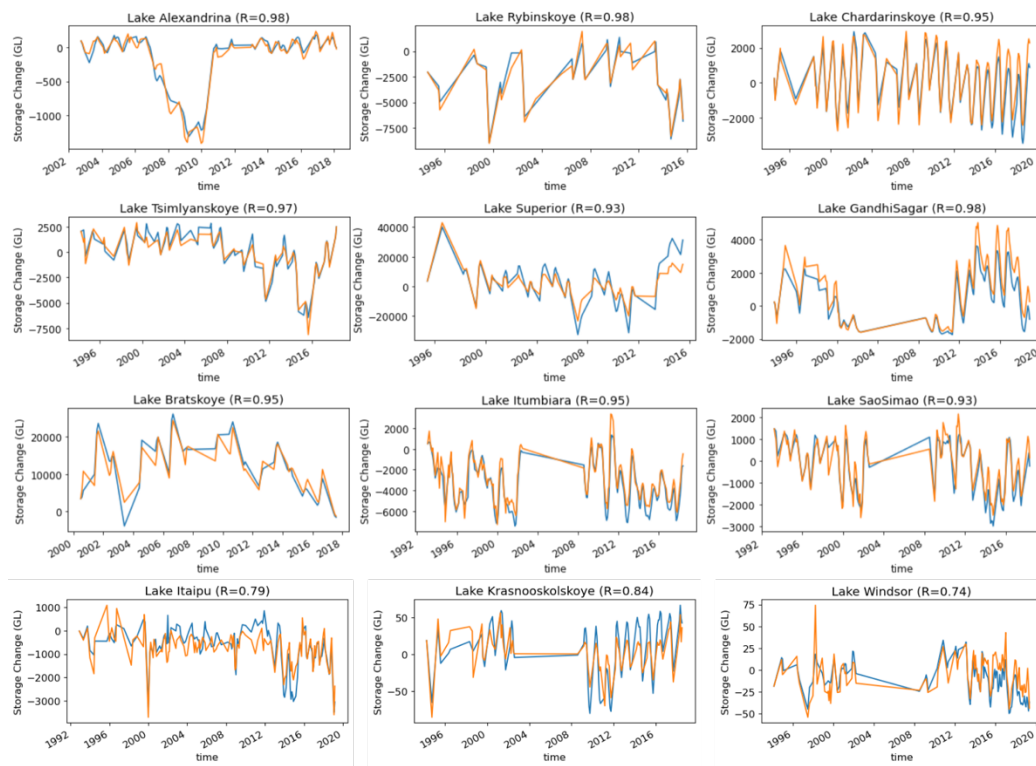 Lake Alexandrina (R=0.98)
Storage Change (GL)
0
-500
-1000
2002 2004 2006 2008 2010 2012 2014 2016 2018
time
Lake Rybinskoye (R=0.98)
Storage Change (GL)
0
-2500
-5000
-7500
1996 2000 2004 2008 2012 2016
time
Lake Chardarinskoye (R=0.95)
Storage Change (GL)
2000
0
-2000
1996 2000 2004 2008 2012 2016 2020
time
Lake Tsimlyanskoye (R=0.97)
Storage Change (GL)
2500
0
-2500
-5000
-7500
1996 2000 2004 2008 2012 2016
time
Lake Superior (R=0.93)
Storage Change (GL)
40000
20000
0
-20000
1996 2000 2004 2008 2012 2016
time
Lake GandhiSagar (R=0.98)
Storage Change (GL)
4000
2000
0
-2000
1996 2000 2004 2008 2012 2016 2020
time
Lake Bratskoye (R=0.95)
Storage Change (GL)
20000
10000
0
2000 2002 2004 2006 2008 2010 2012 2014 2016 2018
time
Lake Itumbiara (R=0.95)
Storage Change (GL)
2000
0
-2000
-4000
-6000
1992 1996 2000 2004 2008 2012 2016
time
Lake SaoSimao (R=0.93)
Storage Change (GL)
2000
1000
0
-1000
-2000
-3000
1992 1996 2000 2004 2008 2012 2016
time
Lake Itaipu (R=0.79)
Storage Change (GL)
1000
0
-1000
-2000
-3000
1992 1996 2000 2004 2008 2012 2016 2020
time
Lake Krasnooskolskoye (R=0.84)
Storage Change (GL)
50
0
-50
1996 2000 2004 2008 2012 2016
time
Lake Windsor (R=0.74)
Storage Change (GL)
75
50
25
0
-25
-50
1992 1996 2000 2004 2008 2012 2016 2020
time